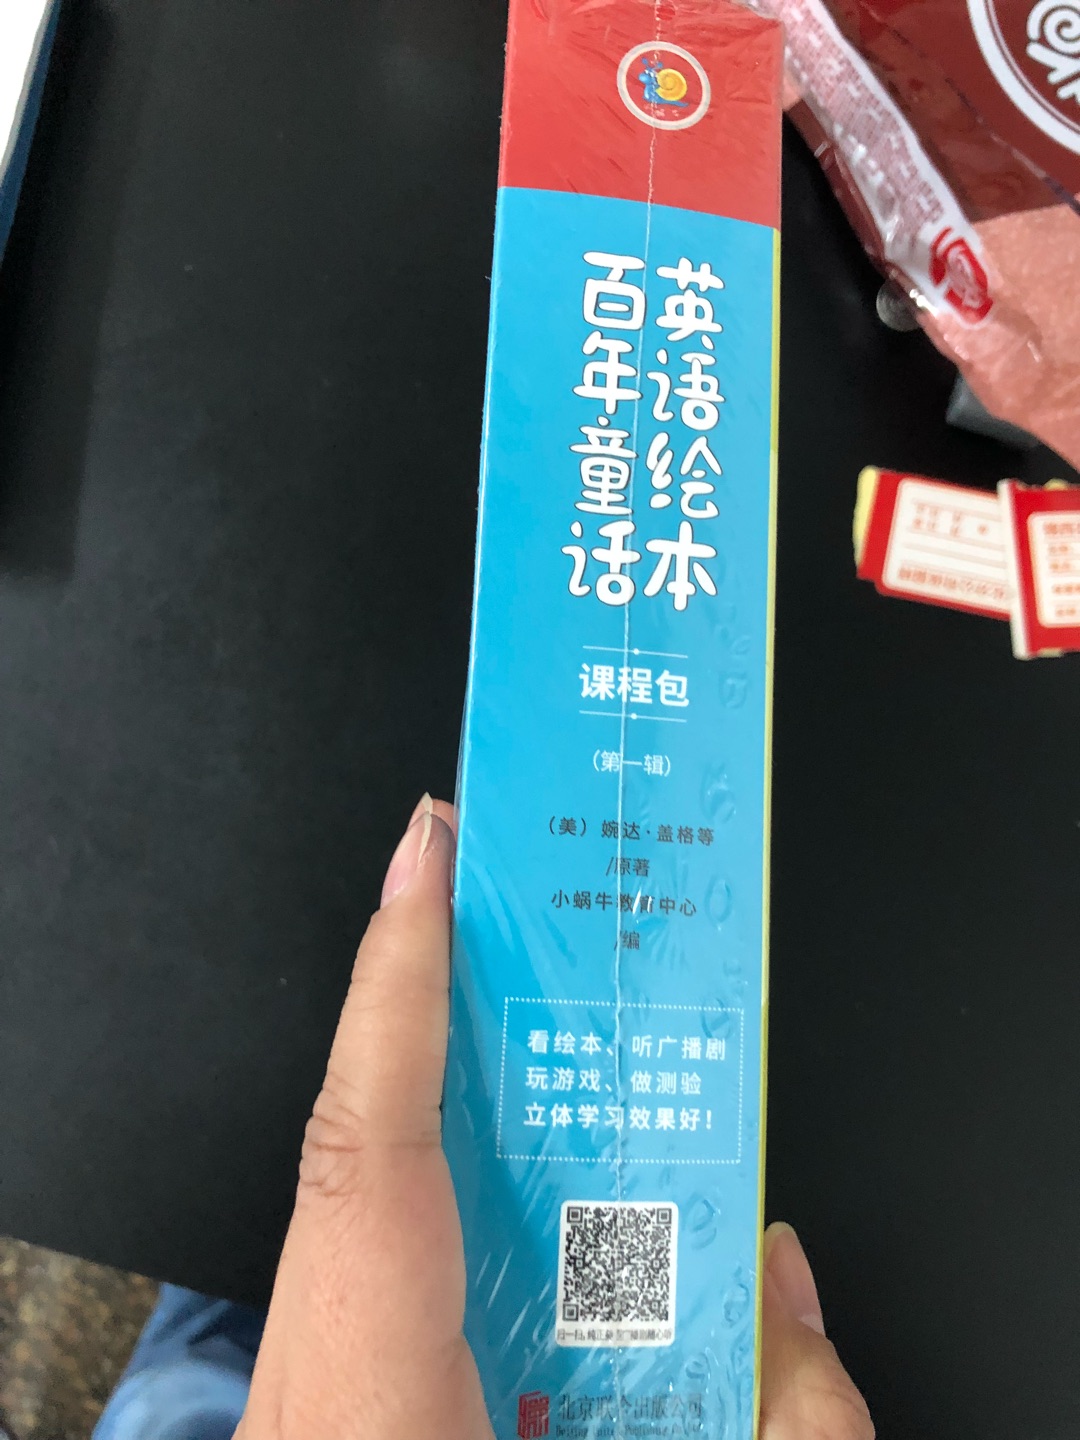 英语绘本
百年童话
课程包
（第一辑）
（美）婉达·盖格等
/原著
小蜗牛教育中心
/编
看绘本、听广播剧
玩游戏、做测验
立体学习效果好！
北京联合出版公司